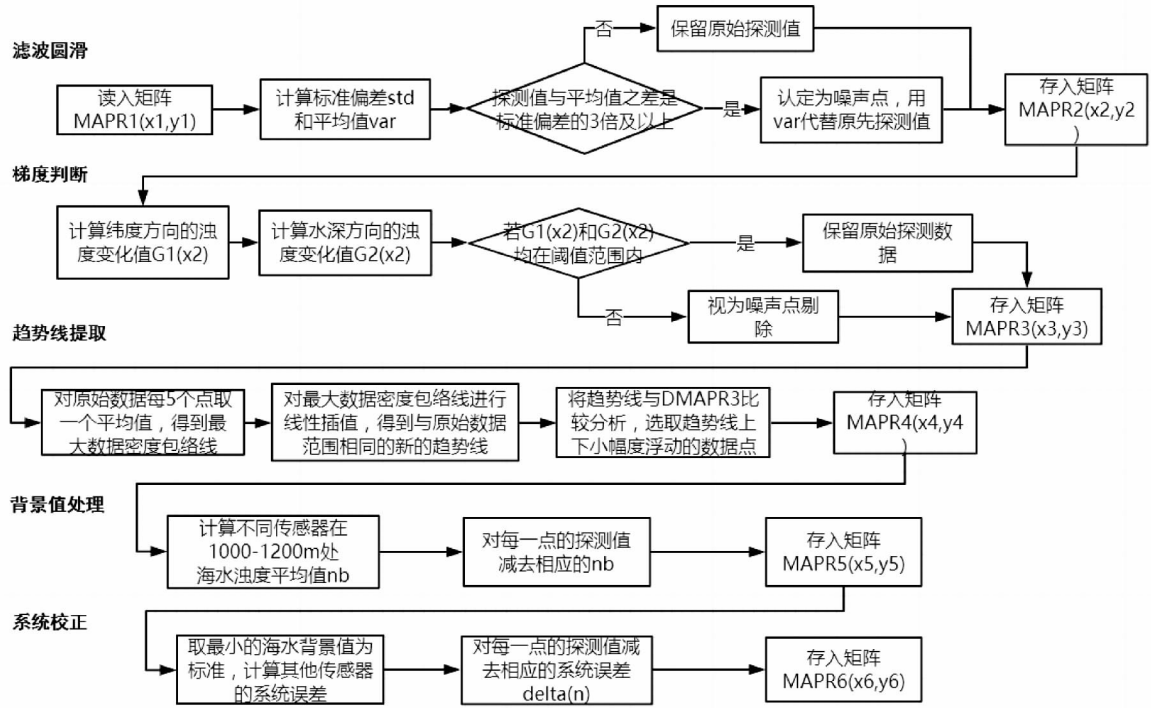 滤波圆滑
否
保留原始探测值
读入矩阵
MAPR1(x1,y1)
计算标准偏差std
和平均值var
探测值与平均值之差是
标准偏差的3倍及以上
是
认定为噪声点，用
var代替原先探测值
存入矩阵
MAPR2(x2,y2
)
梯度判断
计算纬度方向的浊
度变化值G1(x2)
计算水深方向的浊
度变化值G2(x2)
若G1(x2)和G2(x2)
均在阈值范围内
是
保留原始探测数
据
否
视为噪声点剔
除
存入矩阵
MAPR3(x3,y3)
趋势线提取
对原始数据每5个点取
一个平均值，得到最
大数据密度包络线
对最大数据密度包络线进行
线性插值，得到与原始数据
范围相同的新的趋势线
将趋势线与DMAPR3比
较分析，选取趋势线上
下小幅度浮动的数据点
存入矩阵
MAPR4(x4,y4
)
背景值处理
计算不同传感器在
1000-1200m处
海水浊度平均值nb
对每一点的探测值
减去相应的nb
存入矩阵
MAPR5(x5,y5)
系统校正
取最小的海水背景值为
标准，计算其他传感器
的系统误差
对每一点的探测值减
去相应的系统误差
delta(n)
存入矩阵
MAPR6(x6,y6)